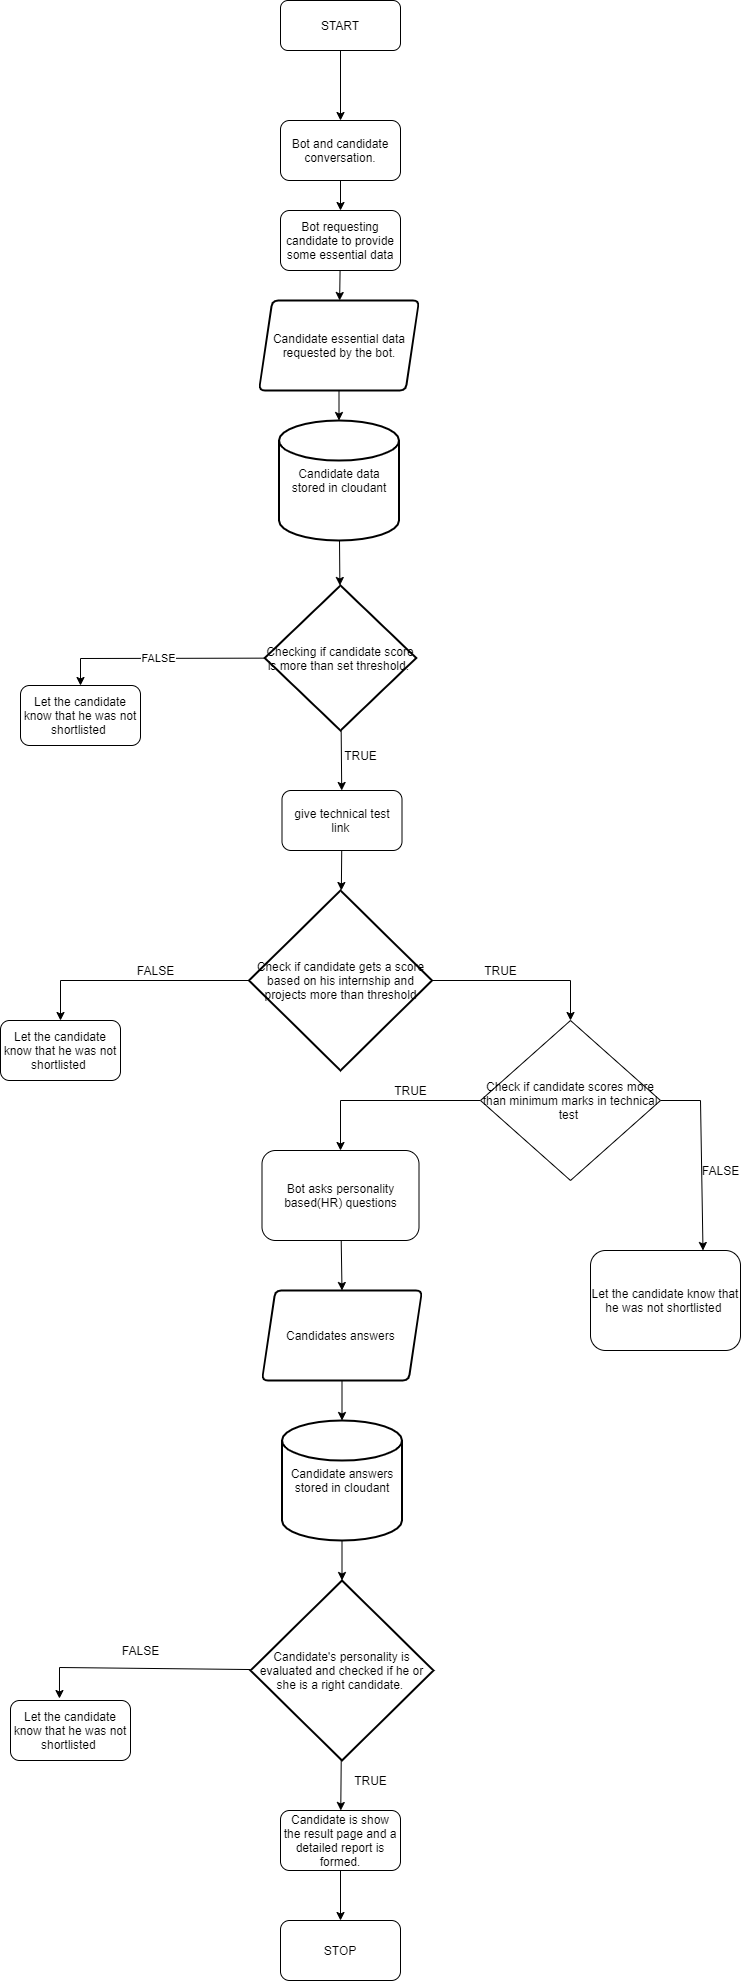 START
Bot and candidate
conversation.
Bot requesting
candidate to provide
some essential data
Candidate essential data
requested by the bot.
Candidate data
stored in cloudant
Checking if candidate score
is more than set threshold.
FALSE
Let the candidate
know that he was not
shortlisted
TRUE
give technical test
link
Check if candidate gets a score
based on his internship and
projects more than threshold
FALSE
TRUE
Let the candidate
know that he was not
shortlisted
Check if candidate scores more
than minimum marks in technical
test
TRUE
FALSE
Bot asks personality
based(HR) questions
Let the candidate know that
he was not shortlisted
Candidates answers
Candidate answers
stored in cloudant
Candidate's personality is
evaluated and checked if he or
she is a right candidate.
FALSE
Let the candidate
know that he was not
shortlisted
TRUE
Candidate is show
the result page and a
detailed report is
formed.
STOP